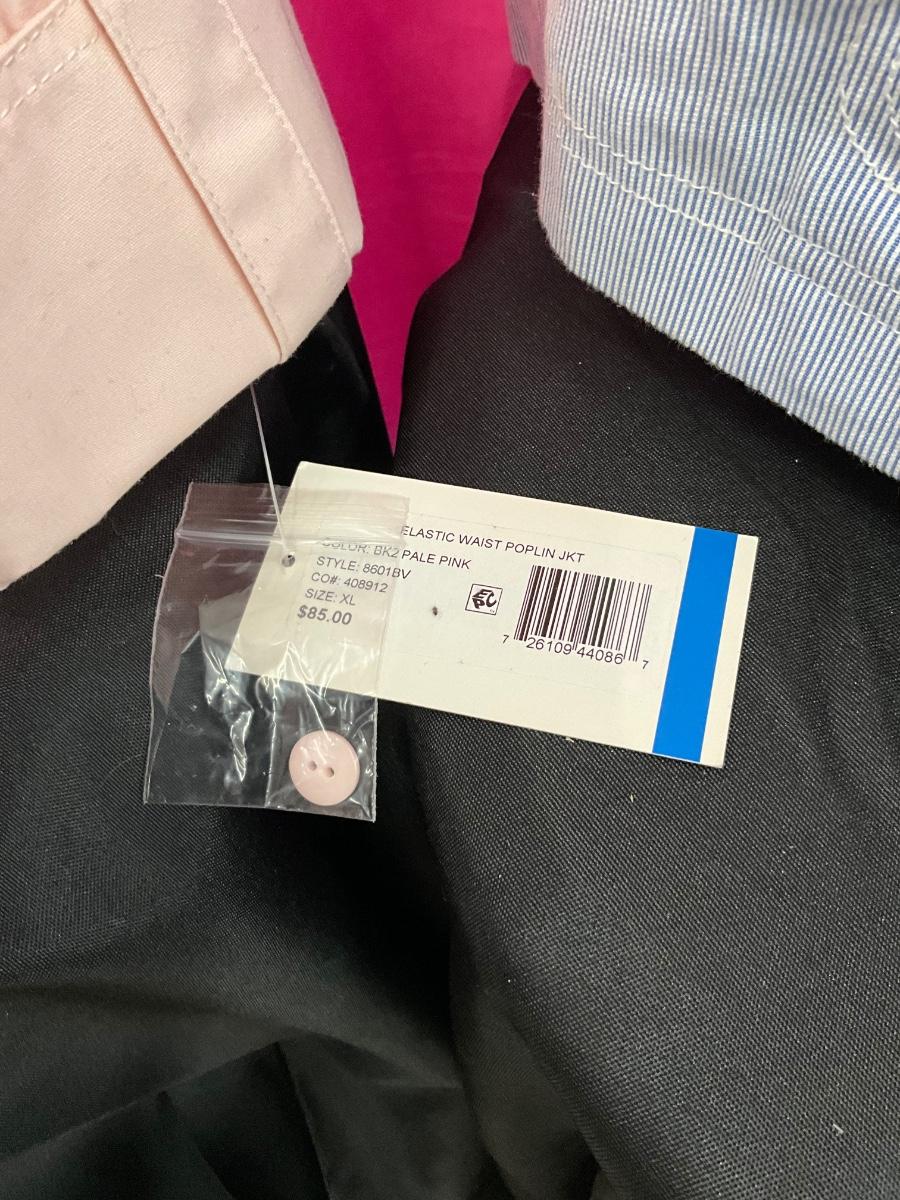 ELASTIC WAIST POPLIN JKT
COLOR: BK2 PALE PINK
STYLE: 8601BV
CO#: 408912
SIZE: XL
$85.00
EPC
7 26109 44086 7